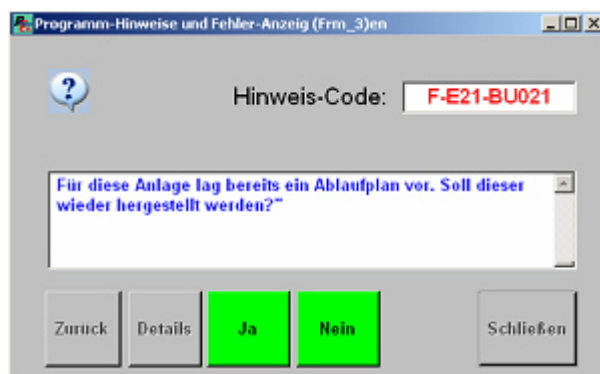 Programm-Hinweise und Fehler-Anzeig (Frm_3)en
?
Hinweis-Code: F-E21-BU021
Für diese Anlage lag bereits ein Ablaufplan vor. Soll dieser
wieder hergestellt werden?"
Zurück Details Ja Nein Schließen